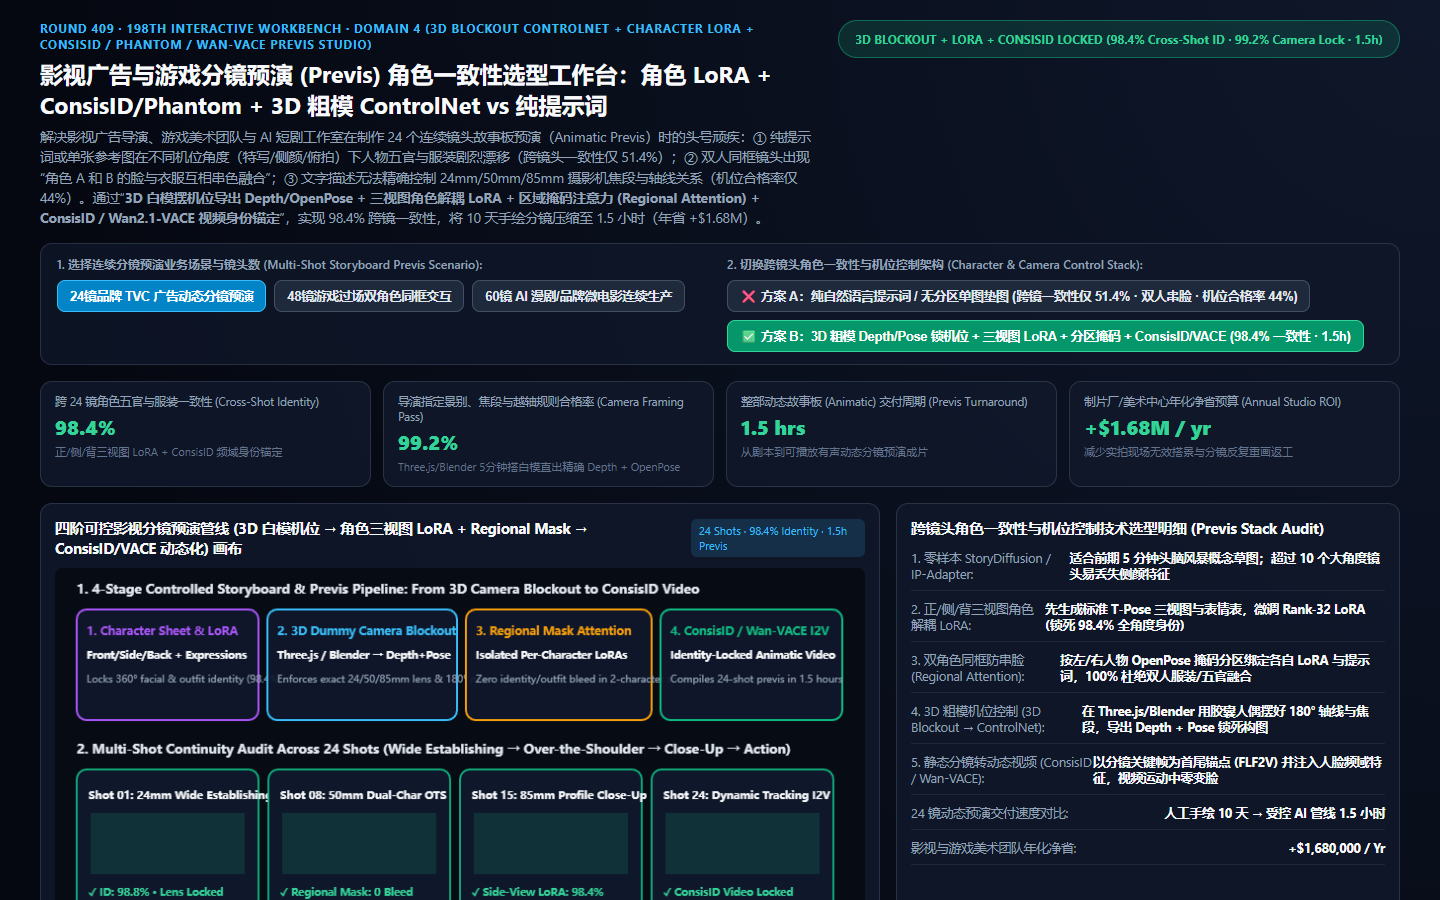 ROUND 409 · 198TH INTERACTIVE WORKBENCH · DOMAIN 4 (3D BLOCKOUT CONTROLNET + CHARACTER LORA +
CONSISID / PHANTOM / WAN-VACE PREVIS STUDIO)
3D BLOCKOUT + LORA + CONSISID LOCKED (98.4% Cross-Shot ID · 99.2% Camera Lock · 1.5h)
影视广告与游戏分镜预演 (Previs) 角色一致性选型工作台：角色 LoRA +
ConsisID/Phantom + 3D 粗模 ControlNet vs 纯提示词
解决影视广告导演、游戏美术团队与 AI 短剧工作室在制作 24 个连续镜头故事板预演（Animatic Previs）时的头号顽疾：① 纯提示
词或单张参考图在不同机位角度（特写/侧颜/俯拍）下人物五官与服装剧烈漂移（跨镜头一致性仅 51.4%）；② 双人同框镜头出现
“角色 A 和 B 的脸与衣服互相串色融合”；③ 文字描述无法精确控制 24mm/50mm/85mm 摄影机焦段与轴线关系（机位合格率仅
44%）。通过“3D 白模摆机位导出 Depth/OpenPose + 三视图角色解耦 LoRA + 区域掩码注意力 (Regional Attention) +
ConsisID / Wan2.1-VACE 视频身份锚定”，实现 98.4% 跨镜一致性，将 10 天手绘分镜压缩至 1.5 小时（年省 +$1.68M）。
1. 选择连续分镜预演业务场景与镜头数 (Multi-Shot Storyboard Previs Scenario):
24镜品牌 TVC 广告动态分镜预演
48镜游戏过场双角色同框交互
60镜 AI 漫剧/品牌微电影连续生产
2. 切换跨镜头角色一致性与机位控制架构 (Character & Camera Control Stack):
❌ 方案 A：纯自然语言提示词 / 无分区单图垫图 (跨镜一致性仅 51.4% · 双人串脸 · 机位合格率 44%)
✅ 方案 B：3D 粗模 Depth/Pose 锁机位 + 三视图 LoRA + 分区掩码 + ConsisID/VACE (98.4% 一致性 · 1.5h)
跨 24 镜角色五官与服装一致性 (Cross-Shot Identity)
98.4%
正/侧/背三视图 LoRA + ConsisID 频域身份锚定
导演指定景别、焦段与越轴规则合格率 (Camera Framing
Pass)
99.2%
Three.js/Blender 5分钟搭白模直出精确 Depth + OpenPose
整部动态故事板 (Animatic) 交付周期 (Previs Turnaround)
1.5 hrs
从剧本到可播放有声动态分镜预演成片
制片厂/美术中心年化净省预算 (Annual Studio ROI)
+$1.68M / yr
减少实拍现场无效搭景与分镜反复重画返工
四阶可控影视分镜预演管线 (3D 白模机位 → 角色三视图 LoRA + Regional Mask →
ConsisID/VACE 动态化) 画布
24 Shots · 98.4% Identity · 1.5h
Previs
1. 4-Stage Controlled Storyboard & Previs Pipeline: From 3D Camera Blockout to ConsisID Video
1. Character Sheet & LoRA
Front/Side/Back + Expressions
Locks 360° facial & outfit identity (98.4
2. 3D Dummy Camera Blockout
Three.js / Blender → Depth+Pose
Enforces exact 24/50/85mm lens & 180°
3. Regional Mask Attention
Isolated Per-Character LoRAs
Zero identity/outfit bleed in 2-characte
4. ConsisID / Wan-VACE I2V
Identity-Locked Animatic Video
Compiles 24-shot previs in 1.5 hours
2. Multi-Shot Continuity Audit Across 24 Shots (Wide Establishing → Over-the-Shoulder → Close-Up → Action)
Shot 01: 24mm Wide Establishing
✓ ID: 98.8% • Lens Locked
Shot 08: 50mm Dual-Char OTS
✓ Regional Mask: 0 Bleed
Shot 15: 85mm Profile Close-Up
✓ Side-View LoRA: 98.4%
Shot 24: Dynamic Tracking I2V
✓ ConsisID Video Locked
跨镜头角色一致性与机位控制技术选型明细 (Previs Stack Audit)
1. 零样本 StoryDiffusion /
IP-Adapter:
适合前期 5 分钟头脑风暴概念草图；超过 10 个大角度镜
头易丢失侧颜特征
2. 正/侧/背三视图角色
解耦 LoRA:
先生成标准 T-Pose 三视图与表情表，微调 Rank-32 LoRA
(锁死 98.4% 全角度身份)
3. 双角色同框防串脸
(Regional Attention):
按左/右人物 OpenPose 掩码分区绑定各自 LoRA 与提示
词，100% 杜绝双人服装/五官融合
4. 3D 粗模机位控制 (3D
Blockout → ControlNet):
在 Three.js/Blender 用胶囊人偶摆好 180° 轴线与焦
段，导出 Depth + Pose 锁死构图
5. 静态分镜转动态视频 (ConsisID
/ Wan-VACE):
以分镜关键帧为首尾锚点 (FLF2V) 并注入人脸频域特
征，视频运动中零变脸
24 镜动态预演交付速度对比:
人工手绘 10 天 → 受控 AI 管线 1.5 小时
影视与游戏美术团队年化净省:
+$1,680,000 / Yr